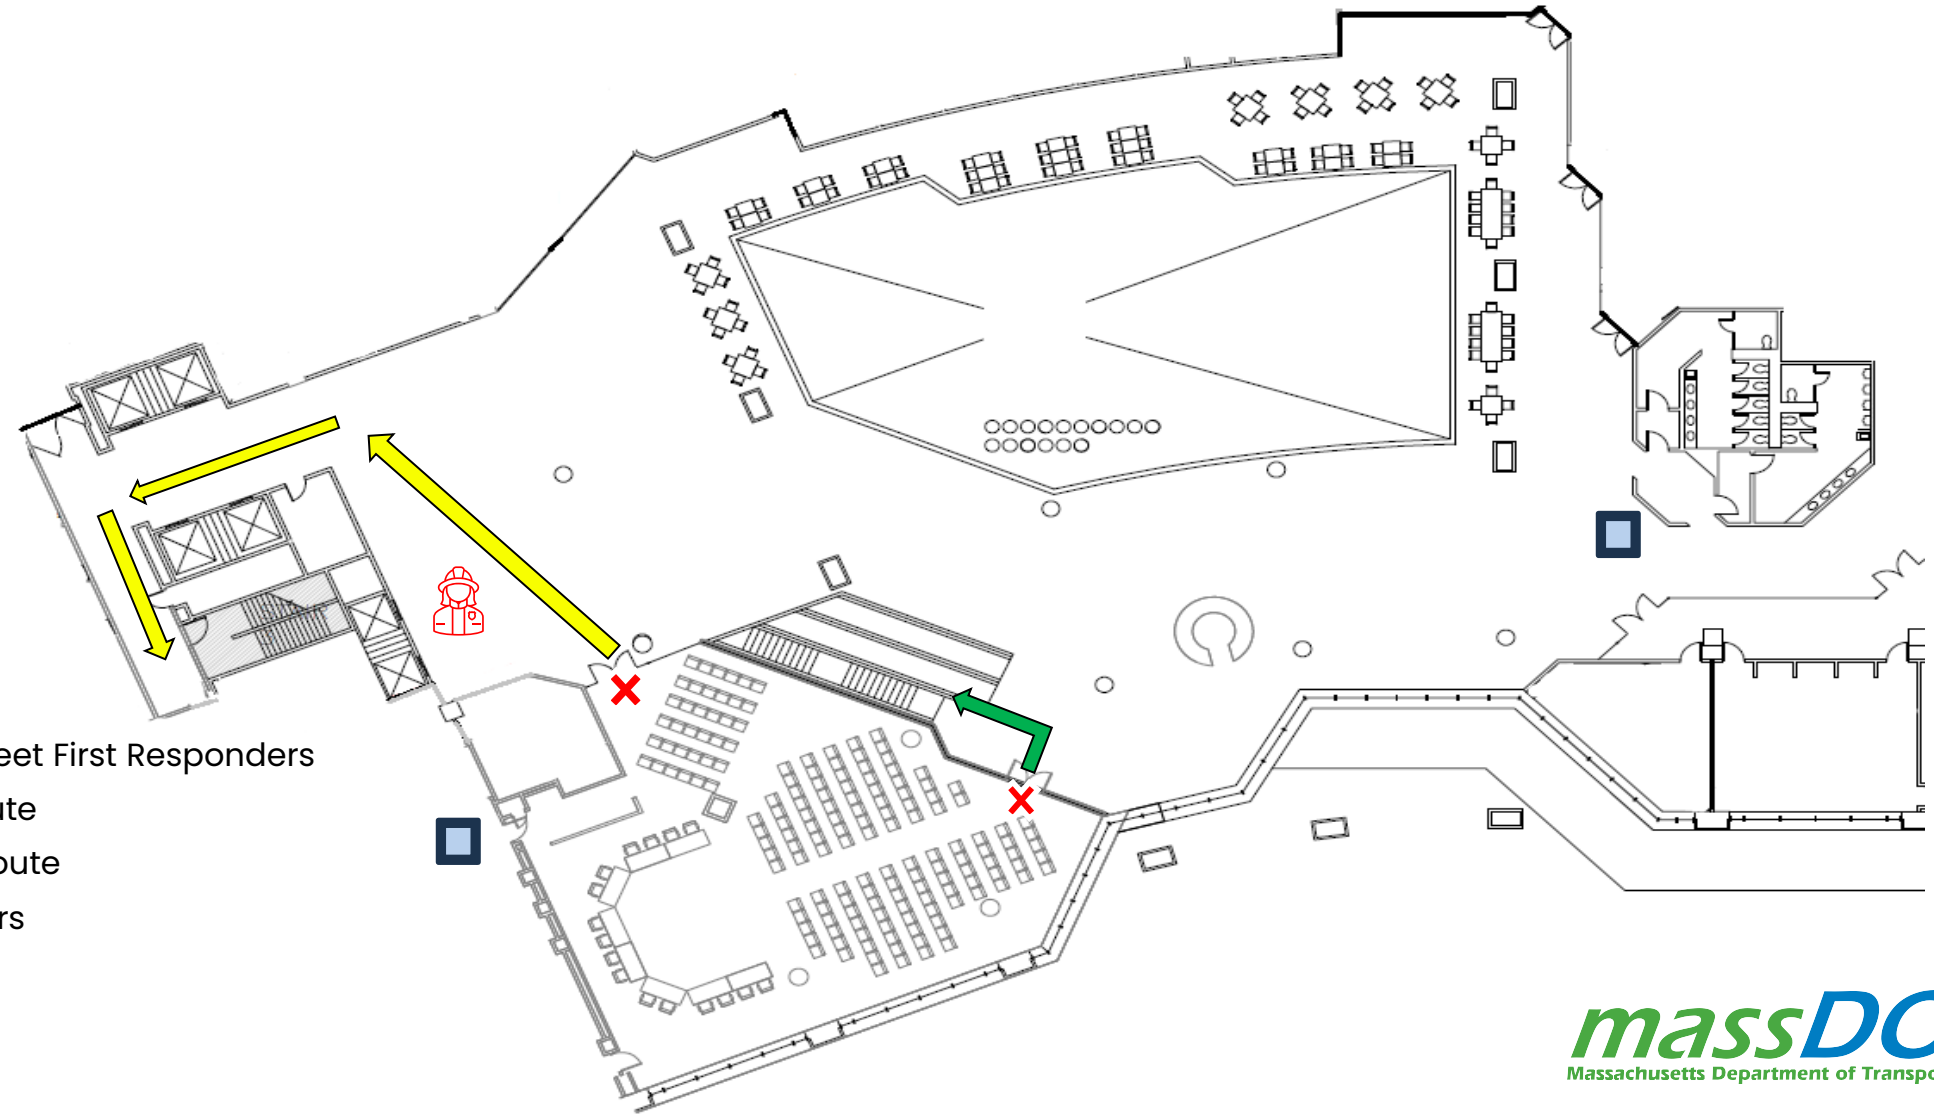 eet First Responders
ute
oute
rs
massDO
Massachusetts Department of Transpo